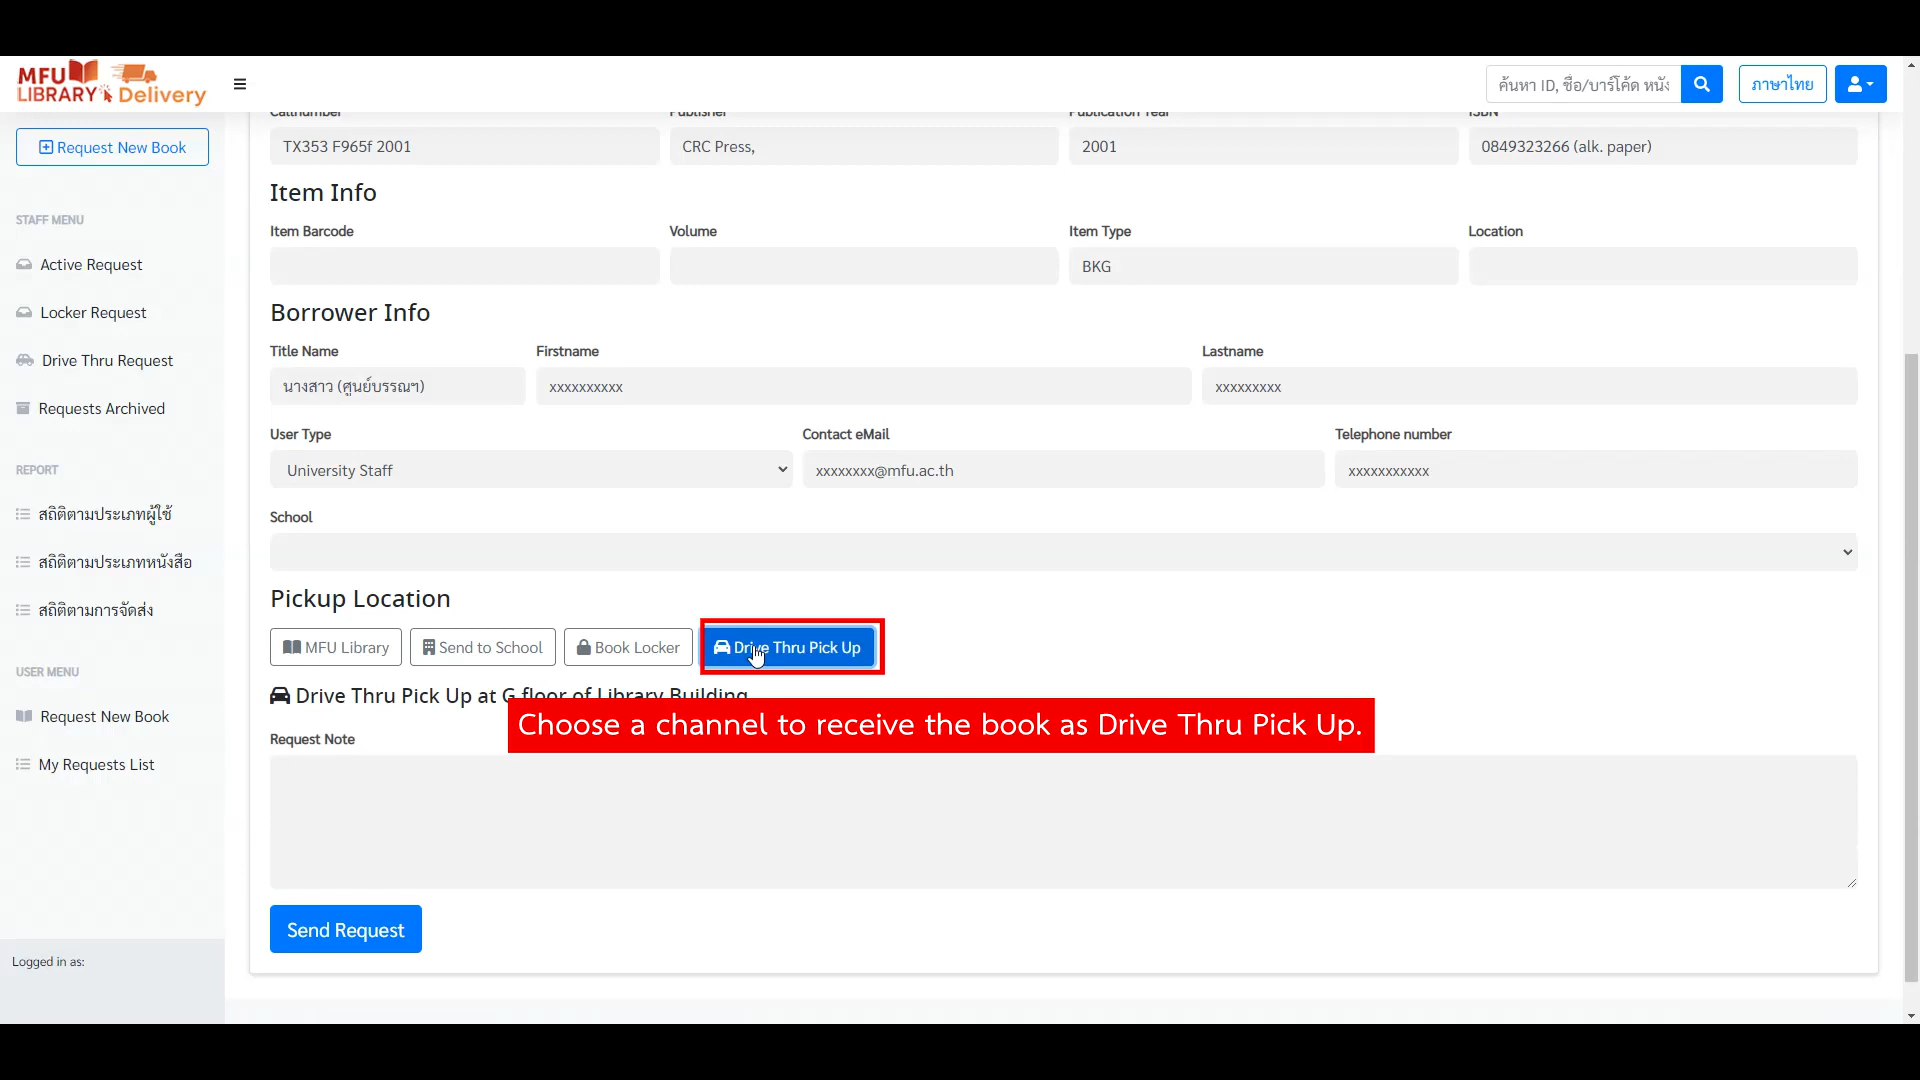 MFU
LIBRARY Delivery
ค้นหา ID, ชื่อ/บาร์โค้ด หนัง
ภาษาไทย
Request New Book
STAFF MENU
Active Request
Locker Request
Drive Thru Request
Requests Archived
REPORT
สถิติตามประเภทผู้ใช้
สถิติตามประเภทหนังสือ
สถิติตามการจัดส่ง
USER MENU
Request New Book
My Requests List
Logged in as:
Callnumber Publisher Publication Year ISBN
TX353 F965f 2001 CRC Press, 2001 0849323266 (alk. paper)
Item Info
Item Barcode Volume Item Type Location
BKG
Borrower Info
Title Name Firstname Lastname
นางสาว (ศูนย์บรรณฯ) xxxxxxxxxx xxxxxxxxx
User Type Contact eMail Telephone number
University Staff xxxxxxxx@mfu.ac.th xxxxxxxxxxx
School
Pickup Location
MFU Library Send to School Book Locker Drive Thru Pick Up
Drive Thru Pick Up at G floor of Library Building
Choose a channel to receive the book as Drive Thru Pick Up.
Request Note
Send Request